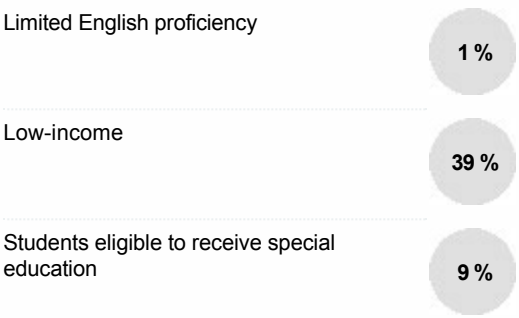 Limited English proficiency
1 %
Low-income
39 %
Students eligible to receive special
education
9 %